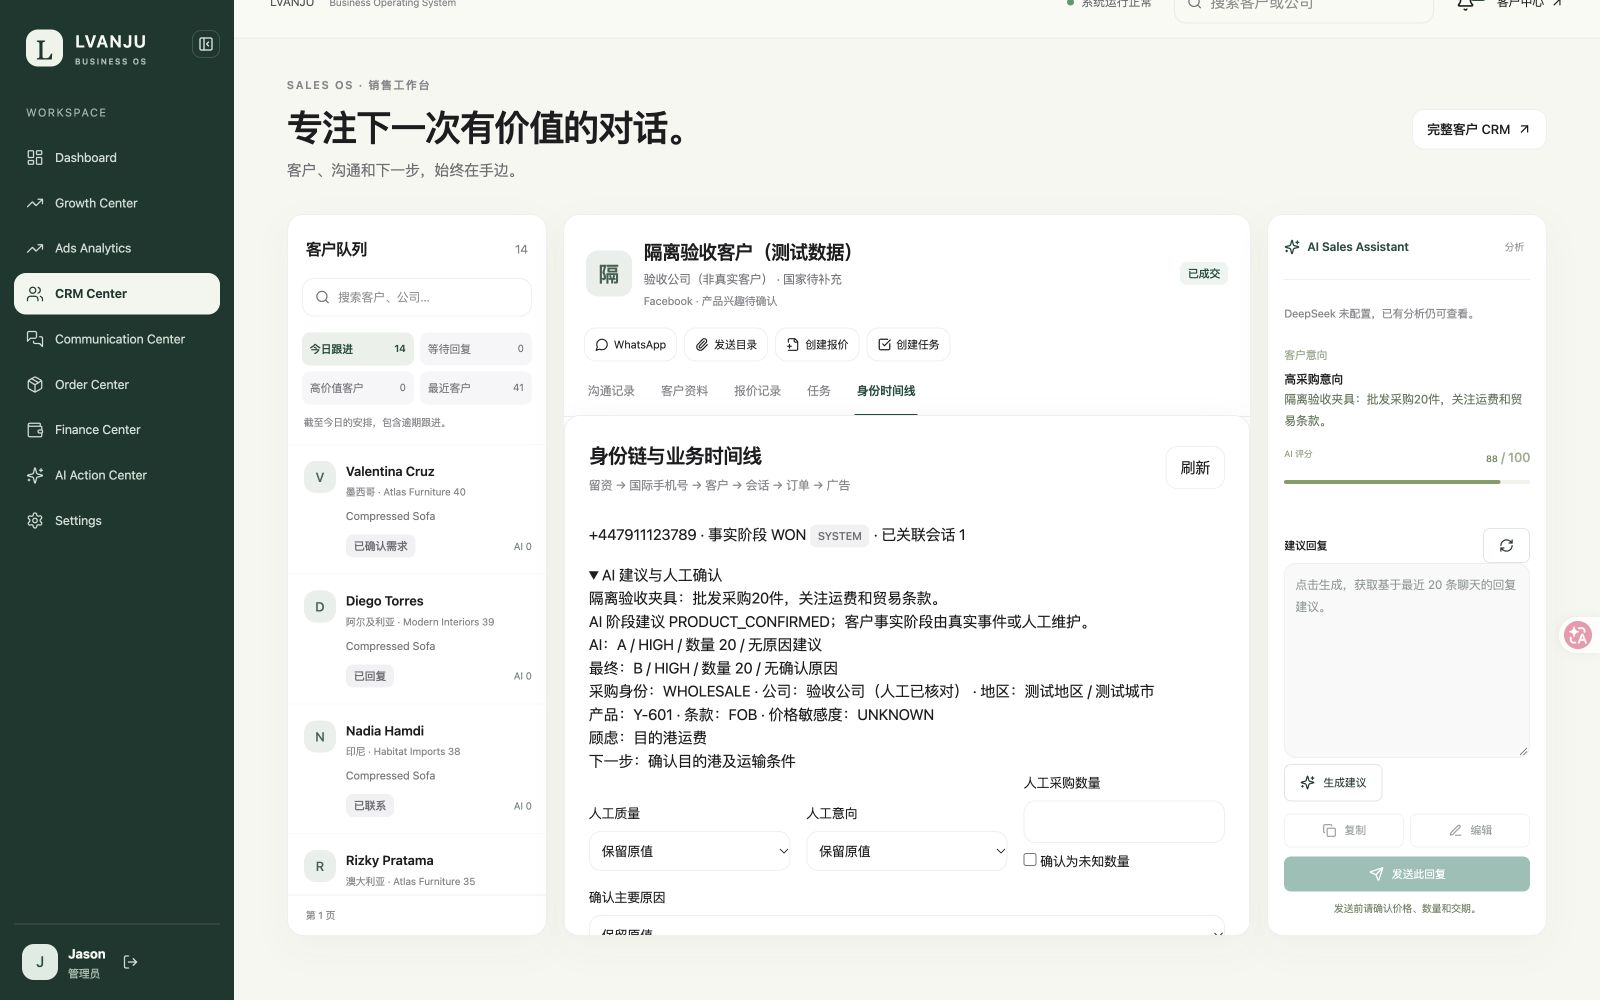 L
LVANJU
BUSINESS OS
WORKSPACE
Dashboard
Growth Center
Ads Analytics
CRM Center
Communication Center
Order Center
Finance Center
AI Action Center
Settings
J
Jason
管理员
LVANJU
Business Operating System
系统运行正常
搜索客户或公司
客户中心
SALES OS · 销售工作台
专注下一次有价值的对话。
客户、沟通和下一步，始终在手边。
完整客户 CRM
客户队列
14
搜索客户、公司...
今日跟进 14
等待回复 0
高价值客户 0
最近客户 41
截至今日的安排，包含逾期跟进。
V
Valentina Cruz
墨西哥 · Atlas Furniture 40
Compressed Sofa
已确认需求
AI 0
D
Diego Torres
阿尔及利亚 · Modern Interiors 39
Compressed Sofa
已回复
AI 0
N
Nadia Hamdi
印尼 · Habitat Imports 38
Compressed Sofa
已联系
AI 0
R
Rizky Pratama
澳大利亚 · Atlas Furniture 35
第 1 页
隔
隔离验收客户（测试数据）
验收公司（非真实客户） · 国家待补充
Facebook · 产品兴趣待确认
已成交
WhatsApp
发送目录
创建报价
创建任务
沟通记录
客户资料
报价记录
任务
身份时间线
身份链与业务时间线
留资 → 国际手机号 → 客户 → 会话 → 订单 → 广告
刷新
+447911123789 · 事实阶段 WON SYSTEM · 已关联会话 1
▼ AI 建议与人工确认
隔离验收夹具：批发采购20件，关注运费和贸易条款。
AI 阶段建议 PRODUCT_CONFIRMED；客户事实阶段由真实事件或人工维护。
AI：A / HIGH / 数量 20 / 无原因建议
最终：B / HIGH / 数量 20 / 无确认原因
采购身份：WHOLESALE · 公司：验收公司（人工已核对） · 地区：测试地区 / 测试城市
产品：Y-601 · 条款：FOB · 价格敏感度：UNKNOWN
顾虑：目的港运费
下一步：确认目的港及运输条件
人工质量
保留原值
人工意向
保留原值
人工采购数量
确认为未知数量
确认主要原因
保留原值
AI Sales Assistant
分析
DeepSeek 未配置，已有分析仍可查看。
客户意向
高采购意向
隔离验收夹具：批发采购20件，关注运费和贸
易条款。
AI 评分
88 / 100
建议回复
点击生成，获取基于最近 20 条聊天的回复
建议。
生成建议
复制
编辑
发送此回复
发送前请确认价格、数量和交期。